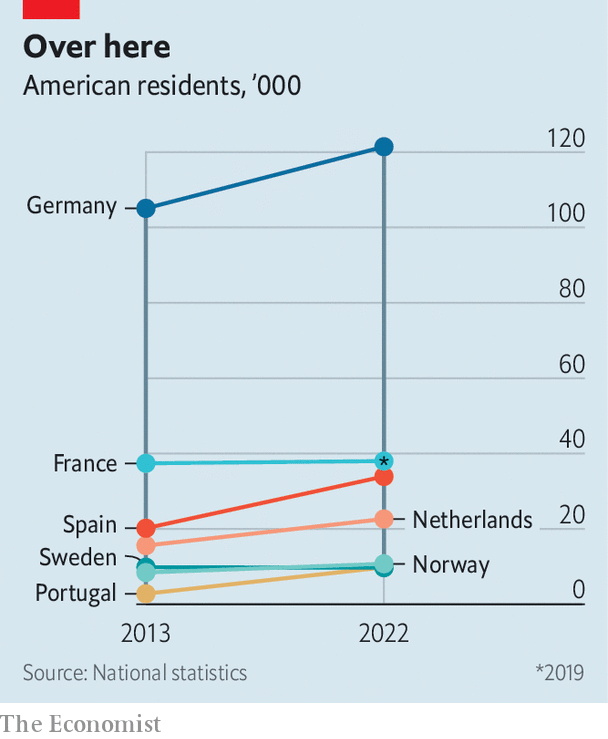 Over here
American residents, ’000
120
Germany
100
80
60
France
40
*
Spain
Netherlands
20
Sweden
Norway
Portugal
0
2013
2022
Source: National statistics
*2019
The Economist